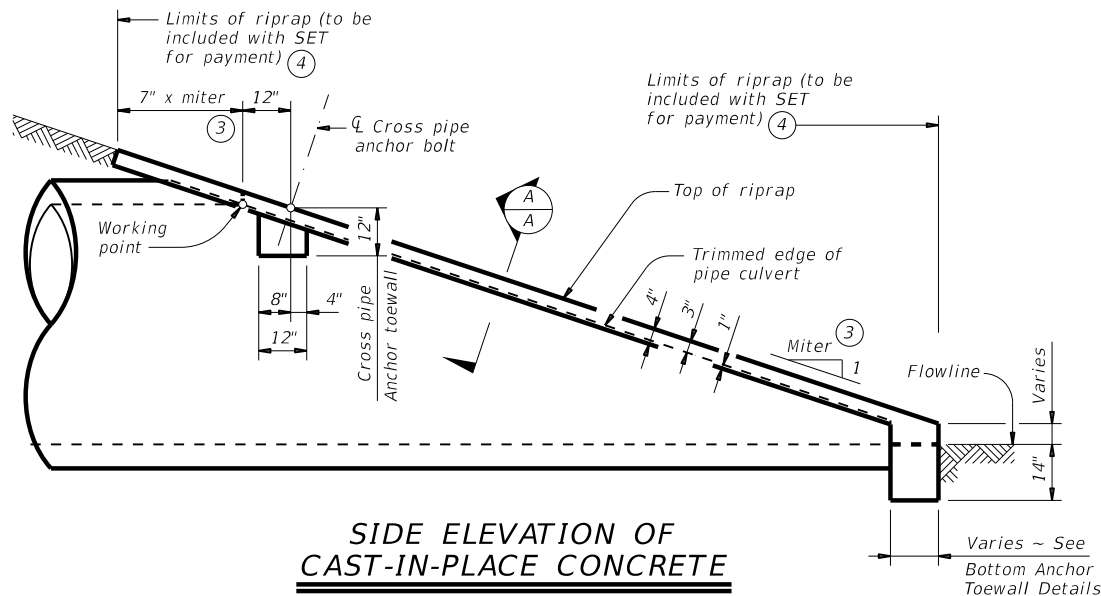 Limits of riprap (to be
included with SET
for payment) 4
7" x miter
12"
3
℄ Cross pipe
anchor bolt
Limits of riprap (to be
included with SET
for payment) 4
A
A
Top of riprap
Working
point
12"
Trimmed edge of
pipe culvert
8"
4"
12"
Cross pipe
Anchor toewall
4"
3"
1"
Miter 3
1
Flowline
Varies
14"
SIDE ELEVATION OF
CAST-IN-PLACE CONCRETE
Varies ~ See
Bottom Anchor
Toewall Details